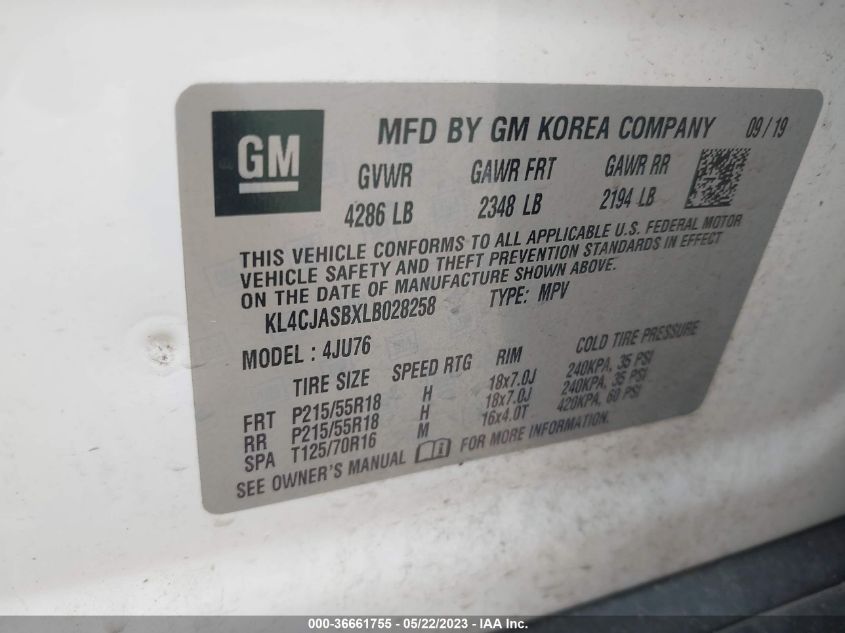 GM
MFD BY GM KOREA COMPANY 09/19
GVWR GAWR FRT GAWR RR
4286 LB 2348 LB 2194 LB
THIS VEHICLE CONFORMS TO ALL APPLICABLE U.S. FEDERAL MOTOR
VEHICLE SAFETY AND THEFT PREVENTION STANDARDS IN EFFECT
ON THE DATE OF MANUFACTURE SHOWN ABOVE.
KL4CJASBXLB028258 TYPE: MPV
MODEL : 4JU76
TIRE SIZE SPEED RTG RIM COLD TIRE PRESSURE
FRT P215/55R18 H 18x7.0J 240KPA, 35 PSI
RR P215/55R18 H 18x7.0J 240KPA, 35 PSI
SPA T125/70R16 M 16x4.0T 420KPA, 60 PSI
SEE OWNER'S MANUAL FOR MORE INFORMATION.
000-36661755 - 05/22/2023 - IAA Inc.